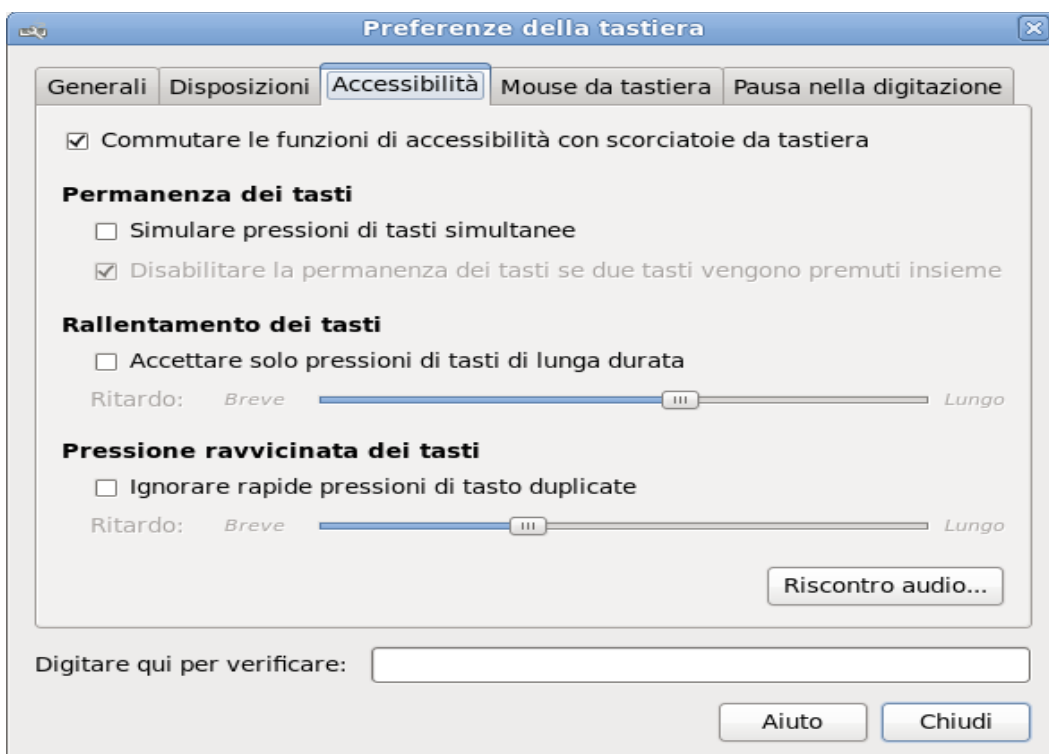 Preferenze della tastiera
Generali Disposizioni Accessibilità Mouse da tastiera Pausa nella digitazione
Commutare le funzioni di accessibilità con scorciatoie da tastiera
Permanenza dei tasti
Simulare pressioni di tasti simultanee
Disabilitare la permanenza dei tasti se due tasti vengono premuti insieme
Rallentamento dei tasti
Accettare solo pressioni di tasti di lunga durata
Ritardo: Breve Lungo
Pressione ravvicinata dei tasti
Ignorare rapide pressioni di tasto duplicate
Ritardo: Breve Lungo
Riscontro audio...
Digitare qui per verificare:
Aiuto Chiudi